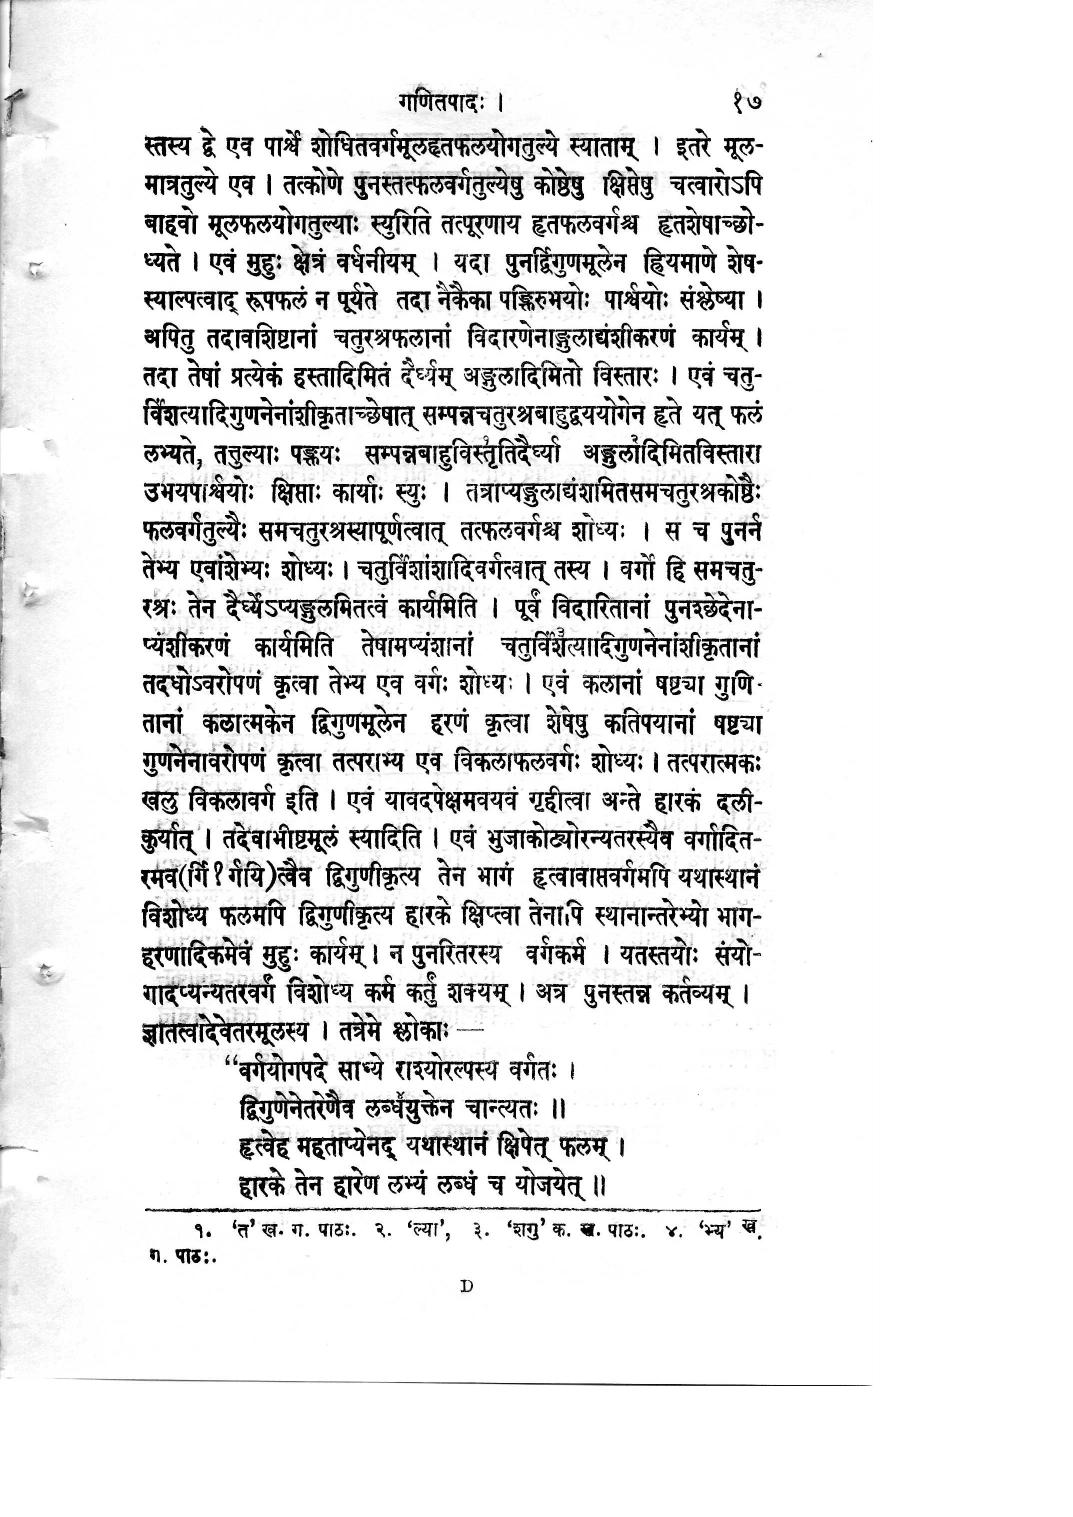 गणितपादः । १७
स्तस्य द्वे एव पार्श्वे शोधितवर्गमूलहृतफलयोगतुल्ये स्याताम् । इतरे मूल-
मात्रतुल्ये एव । तत्कोणे पुनस्तत्फलवर्गतुल्येषु कोष्ठेषु क्षिप्तेषु चत्वारोऽपि
बाहवो मूलफलयोगतुल्याः स्युरिति तत्पूरणाय हृतफलवर्गश्च हृतशेषाच्छो-
ध्यते । एवं मुहुः क्षेत्रं वर्धनीयम् । यदा पुनर्द्विगुणमूलेन ह्रियमाणे शेष-
स्याल्पत्वाद् रूपफलं न पूर्यते तदा नैकैका पङ्क्तिरुभयोः पार्श्वयोः संश्लेष्या ।
अपितु तदावशिष्टानां चतुरश्रफलानां विदारणेनाङ्गुलाद्यंशीकरणं कार्यम् ।
तदा तेषां प्रत्येकं हस्तादिमितं दैर्घ्यम् अङ्गुलादिमितो विस्तारः । एवं चतु-
र्विंशत्यादिगुणनेनांशीकृताच्छेषात् सम्पन्नचतुरश्रबाहुद्वययोगेन हृते यत् फलं
लभ्यते, तत्तुल्याः पङ्क्तयः सम्पन्नबाहुविस्तृतिदैर्घ्या अङ्गुलादिमितविस्तारा
उभयपार्श्वयोः क्षिप्ताः कार्याः स्युः । तत्राप्यङ्गुलाद्यंशमितसमचतुरश्रकोष्ठैः
फलवर्गतुल्यैः समचतुरश्रस्यापूर्णत्वात् तत्फलवर्गश्च शोध्यः । स च पुनर्न
तेभ्य एवांशेभ्यः शोध्यः । चतुर्विंशांशादिवर्गत्वात् तस्य । वर्गो हि समचतु-
रश्रः तेन दैर्घ्येऽप्यङ्गुलमितत्वं कार्यमिति । पूर्वं विदारितानां पुनश्छेदेना-
प्यंशीकरणं कार्यमिति तेषामप्यंशानां चतुर्विंशत्यादिगुणनेनांशीकृतानां
तदधोऽवरोपणं कृत्वा तेभ्य एव वर्गः शोध्यः । एवं कलानां षष्ट्या गुणि-
तानां कलात्मकेन द्विगुणमूलेन हरणं कृत्वा शेषेषु कतिपयानां षष्ट्या
गुणनेनावरोपणं कृत्वा तत्पराभ्य एव विकलाफलवर्गः शोध्यः । तत्परात्मकः
खलु विकलावर्ग इति । एवं यावदपेक्षमवयवं गृहीत्वा अन्ते हारकं दली-
कुर्यात् । तदेवाभीष्टमूलं स्यादिति । एवं भुजाकोट्योरन्यतरस्यैव वर्गादित-
रमव(र्गि?र्गयि)त्वैव द्विगुणीकृत्य तेन भागं हृत्वावाप्तवर्गमपि यथास्थानं
विशोध्य फलमपि द्विगुणीकृत्य हारके क्षिप्त्वा तेनापि स्थानान्तरेभ्यो भाग-
हरणादिकमेवं मुहुः कार्यम् । न पुनरितरस्य वर्गकर्म । यतस्तयोः संयो-
गादप्यन्यतरवर्गं विशोध्य कर्म कर्तुं शक्यम् । अत्र पुनस्तन्न कर्तव्यम् ।
ज्ञातत्वादेवेतरमूलस्य । तत्रेमे श्लोकाः —
“वर्गयोगपदे साध्ये राश्योरल्पस्य वर्गतः ।
द्विगुणेनेतरेणैव लब्धयुक्तेन चान्त्यतः ॥
हृत्वेह महताप्येनद् यथास्थानं क्षिपेत् फलम् ।
हारके तेन हारेण लभ्यं लब्धं च योजयेत् ॥
१. ‘त’ ख. ग. पाठः. २. ‘ल्या’, ३. ‘शगु’ क. ख. पाठः. ४. ‘भ्य’ ख.
ग. पाठः.
D